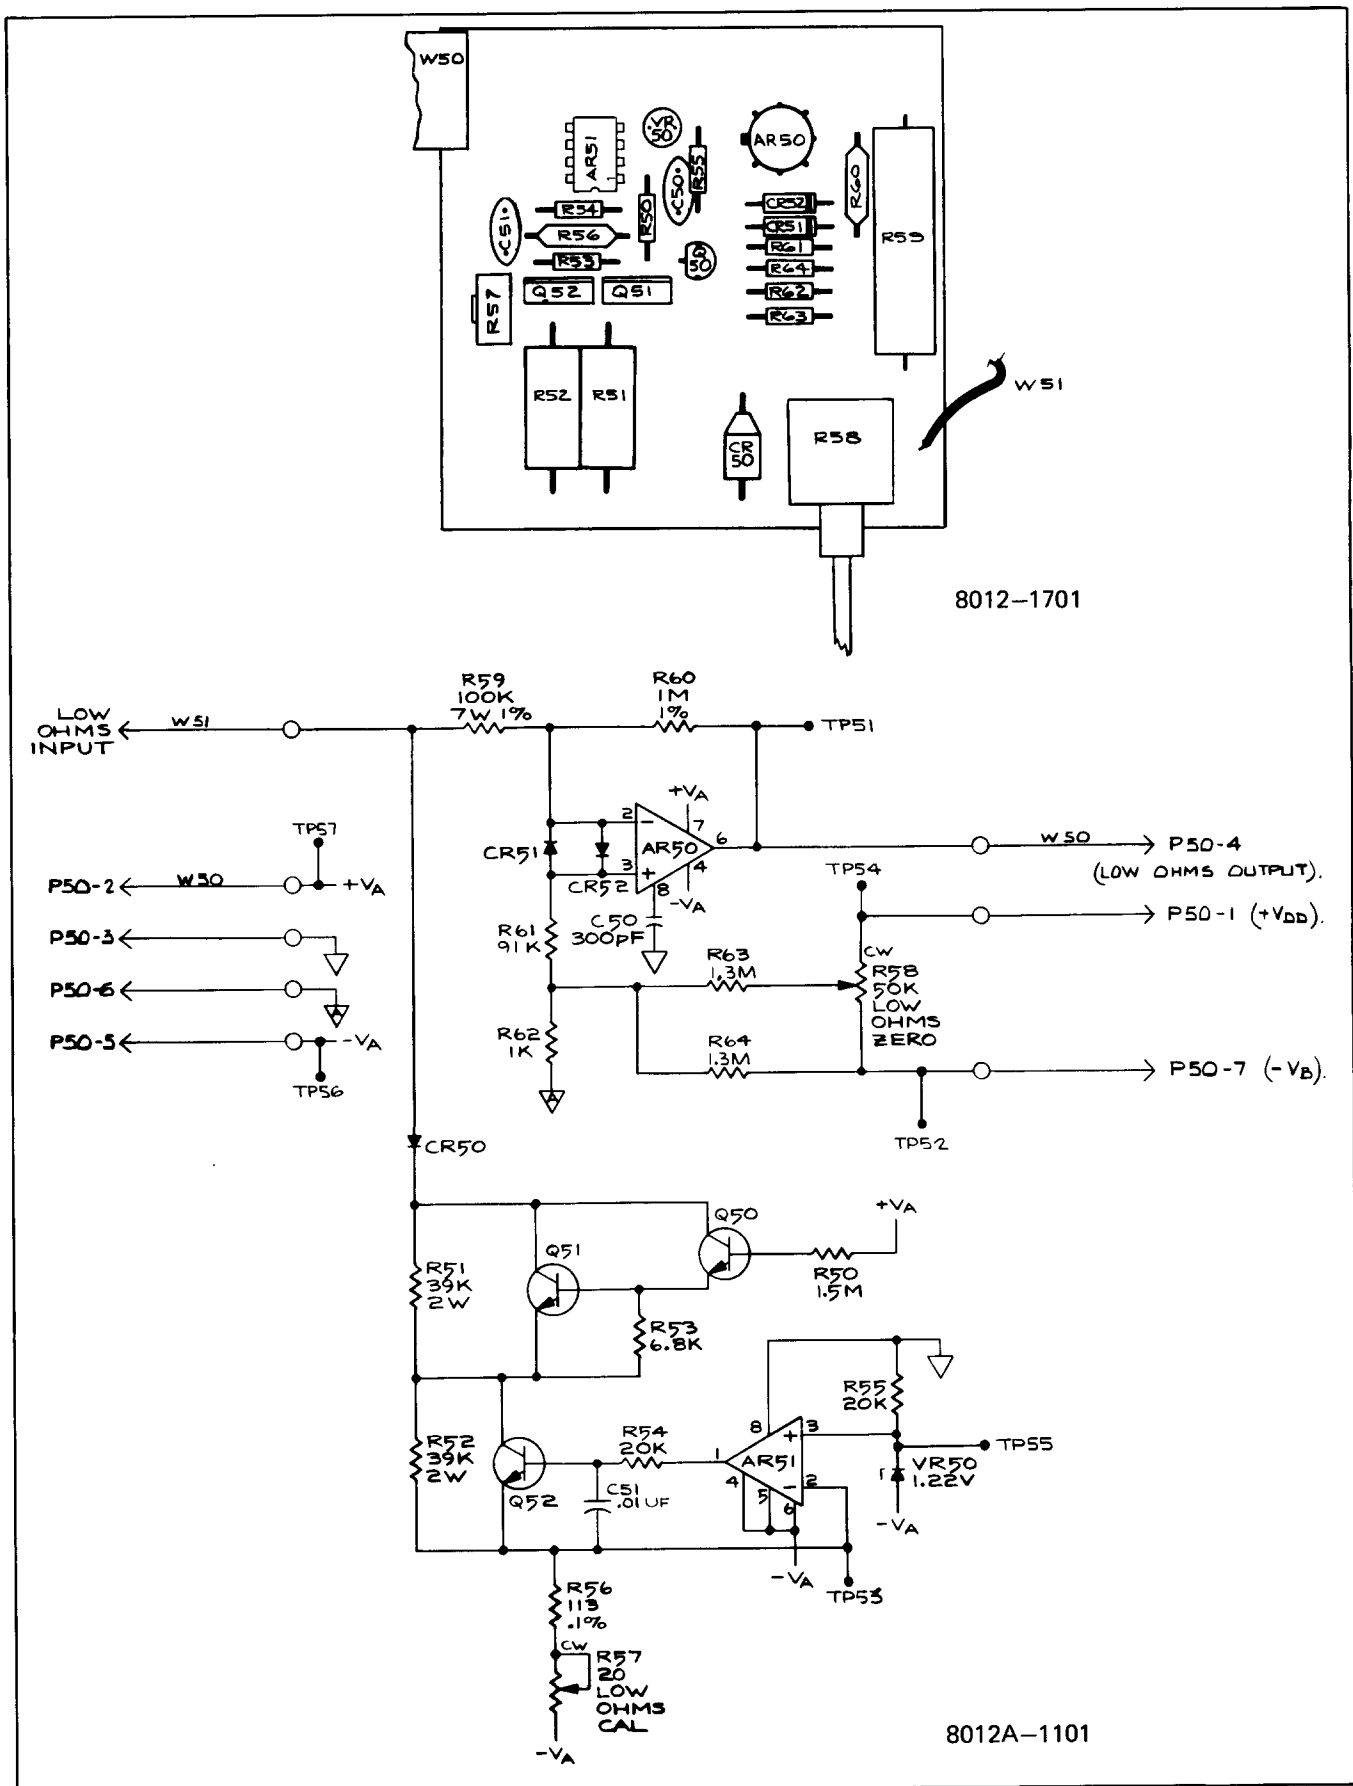 W50
AR51
VR
50
C50
R55
AR50
R60
R59
CR52
CR51
R61
R64
R62
R63
R54
R50
C51
R56
R53
Q52
Q51
R57
R52
R51
CR
50
R58
W51
8012-1701
LOW
OHMS
INPUT
W51
R59
100K
7W 1%
R60
1M
1%
TP51
+VA
2
-
7
AR50
6
3
+
4
8
-VA
CR51
CR52
C50
300PF
W50
P50-4
(LOW OHMS OUTPUT).
TP54
P50-1 (+VDD).
TP57
P50-2
W50
+VA
P50-3
P50-6
A
P50-5
-VA
TP56
R61
91K
R62
1K
A
R63
1.3M
CW
R58
50K
LOW
OHMS
ZERO
R64
1.3M
P50-7 (-VB).
TP52
CR50
Q50
+VA
Q51
R50
1.5M
R51
39K
2W
R53
6.8K
R55
20K
8
+
3
R54
20K
1
AR51
4
5
-
2
6
TP55
VR50
1.22V
-VA
R52
39K
2W
Q52
C51
.01UF
-VA
TP53
R56
113
.1%
CW
R57
20
LOW
OHMS
CAL
-VA
8012A-1101